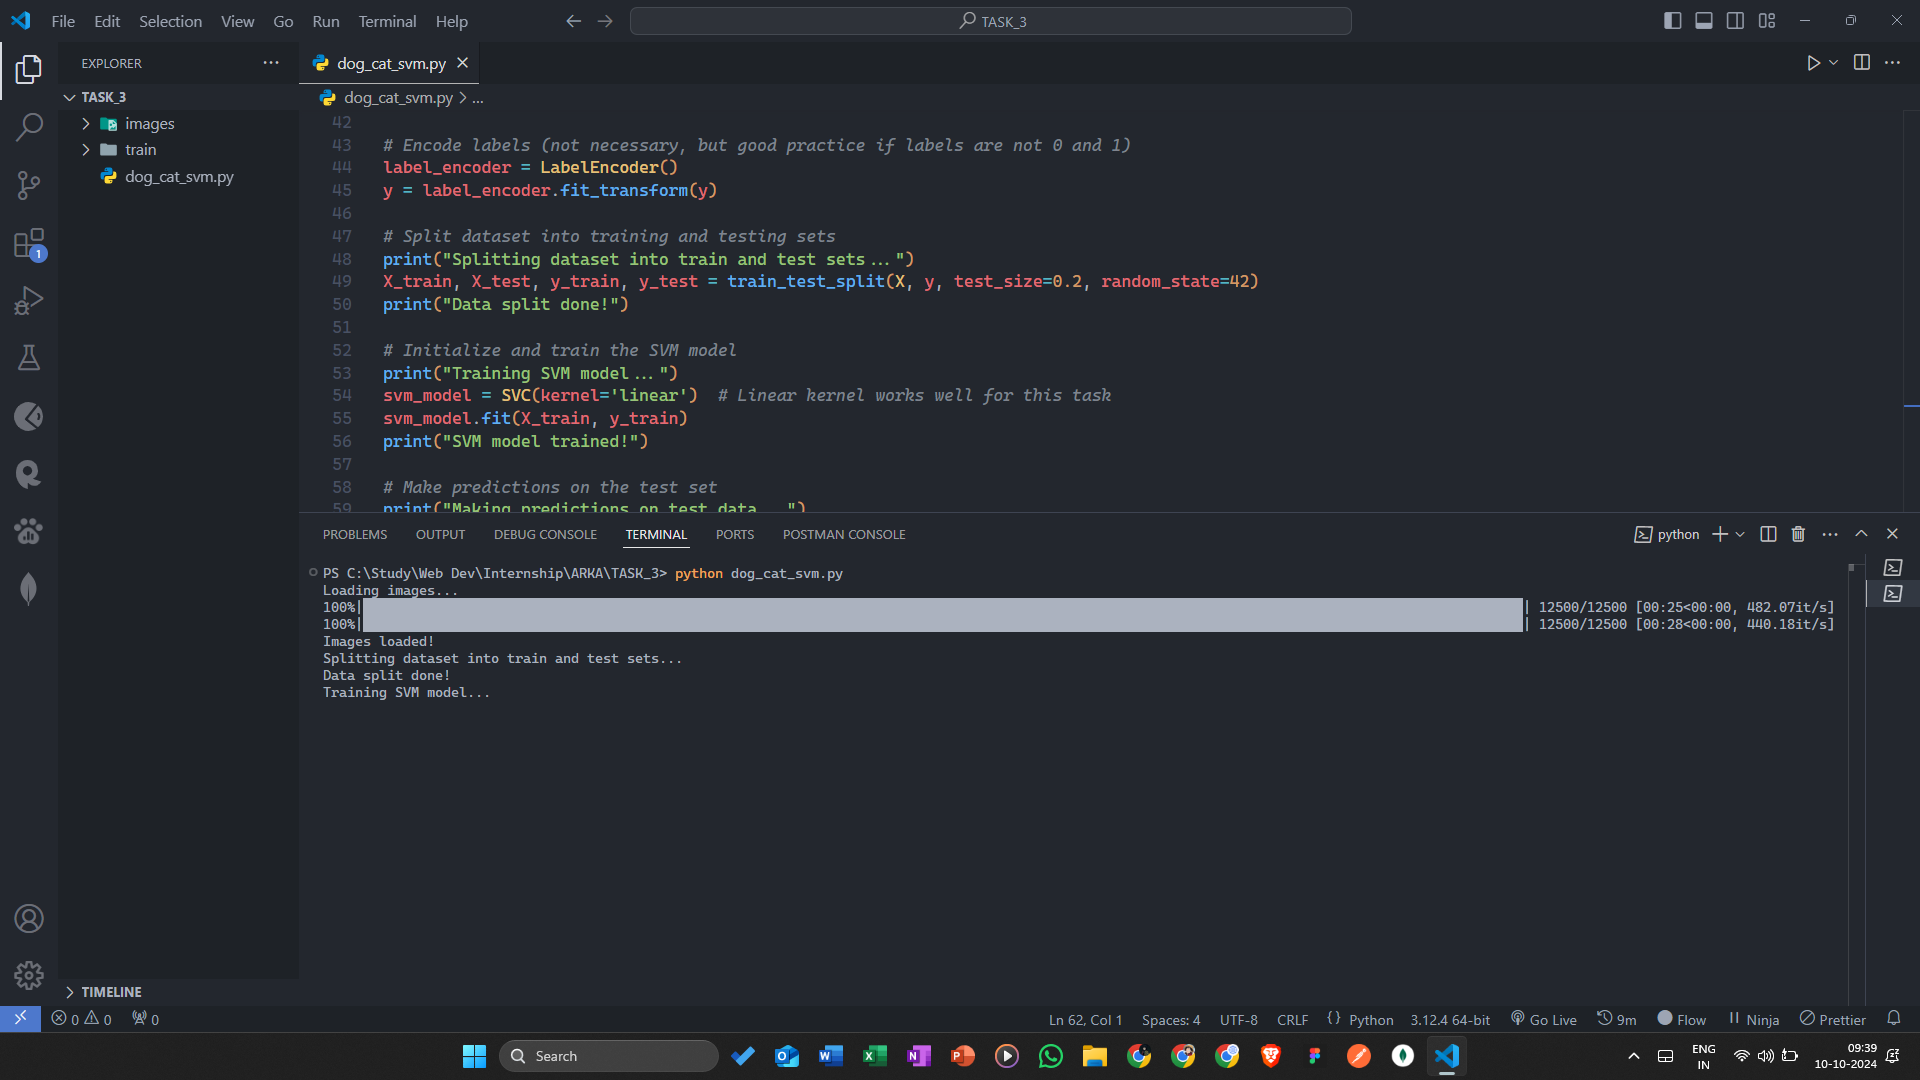 File Edit Selection View Go Run Terminal Help
TASK_3
EXPLORER
TASK_3
images
train
dog_cat_svm.py
TIMELINE
1
dog_cat_svm.py
dog_cat_svm.py > ...
42
43 # Encode labels (not necessary, but good practice if labels are not 0 and 1)
44 label_encoder = LabelEncoder()
45 y = label_encoder.fit_transform(y)
46
47 # Split dataset into training and testing sets
48 print("Splitting dataset into train and test sets...")
49 X_train, X_test, y_train, y_test = train_test_split(X, y, test_size=0.2, random_state=42)
50 print("Data split done!")
51
52 # Initialize and train the SVM model
53 print("Training SVM model...")
54 svm_model = SVC(kernel='linear')  # Linear kernel works well for this task
55 svm_model.fit(X_train, y_train)
56 print("SVM model trained!")
57
58 # Make predictions on the test set
59 print("Making predictions on test data...")
PROBLEMS OUTPUT DEBUG CONSOLE TERMINAL PORTS POSTMAN CONSOLE
python
PS C:\Study\Web Dev\Internship\ARKA\TASK_3> python dog_cat_svm.py
Loading images...
100%| | 12500/12500 [00:25<00:00, 482.07it/s]
100%| | 12500/12500 [00:28<00:00, 440.18it/s]
Images loaded!
Splitting dataset into train and test sets...
Data split done!
Training SVM model...
0 0 0 Ln 62, Col 1 Spaces: 4 UTF-8 CRLF {} Python 3.12.4 64-bit Go Live 9m Flow Ninja Prettier
Search
ENG
IN
09:39
10-10-2024